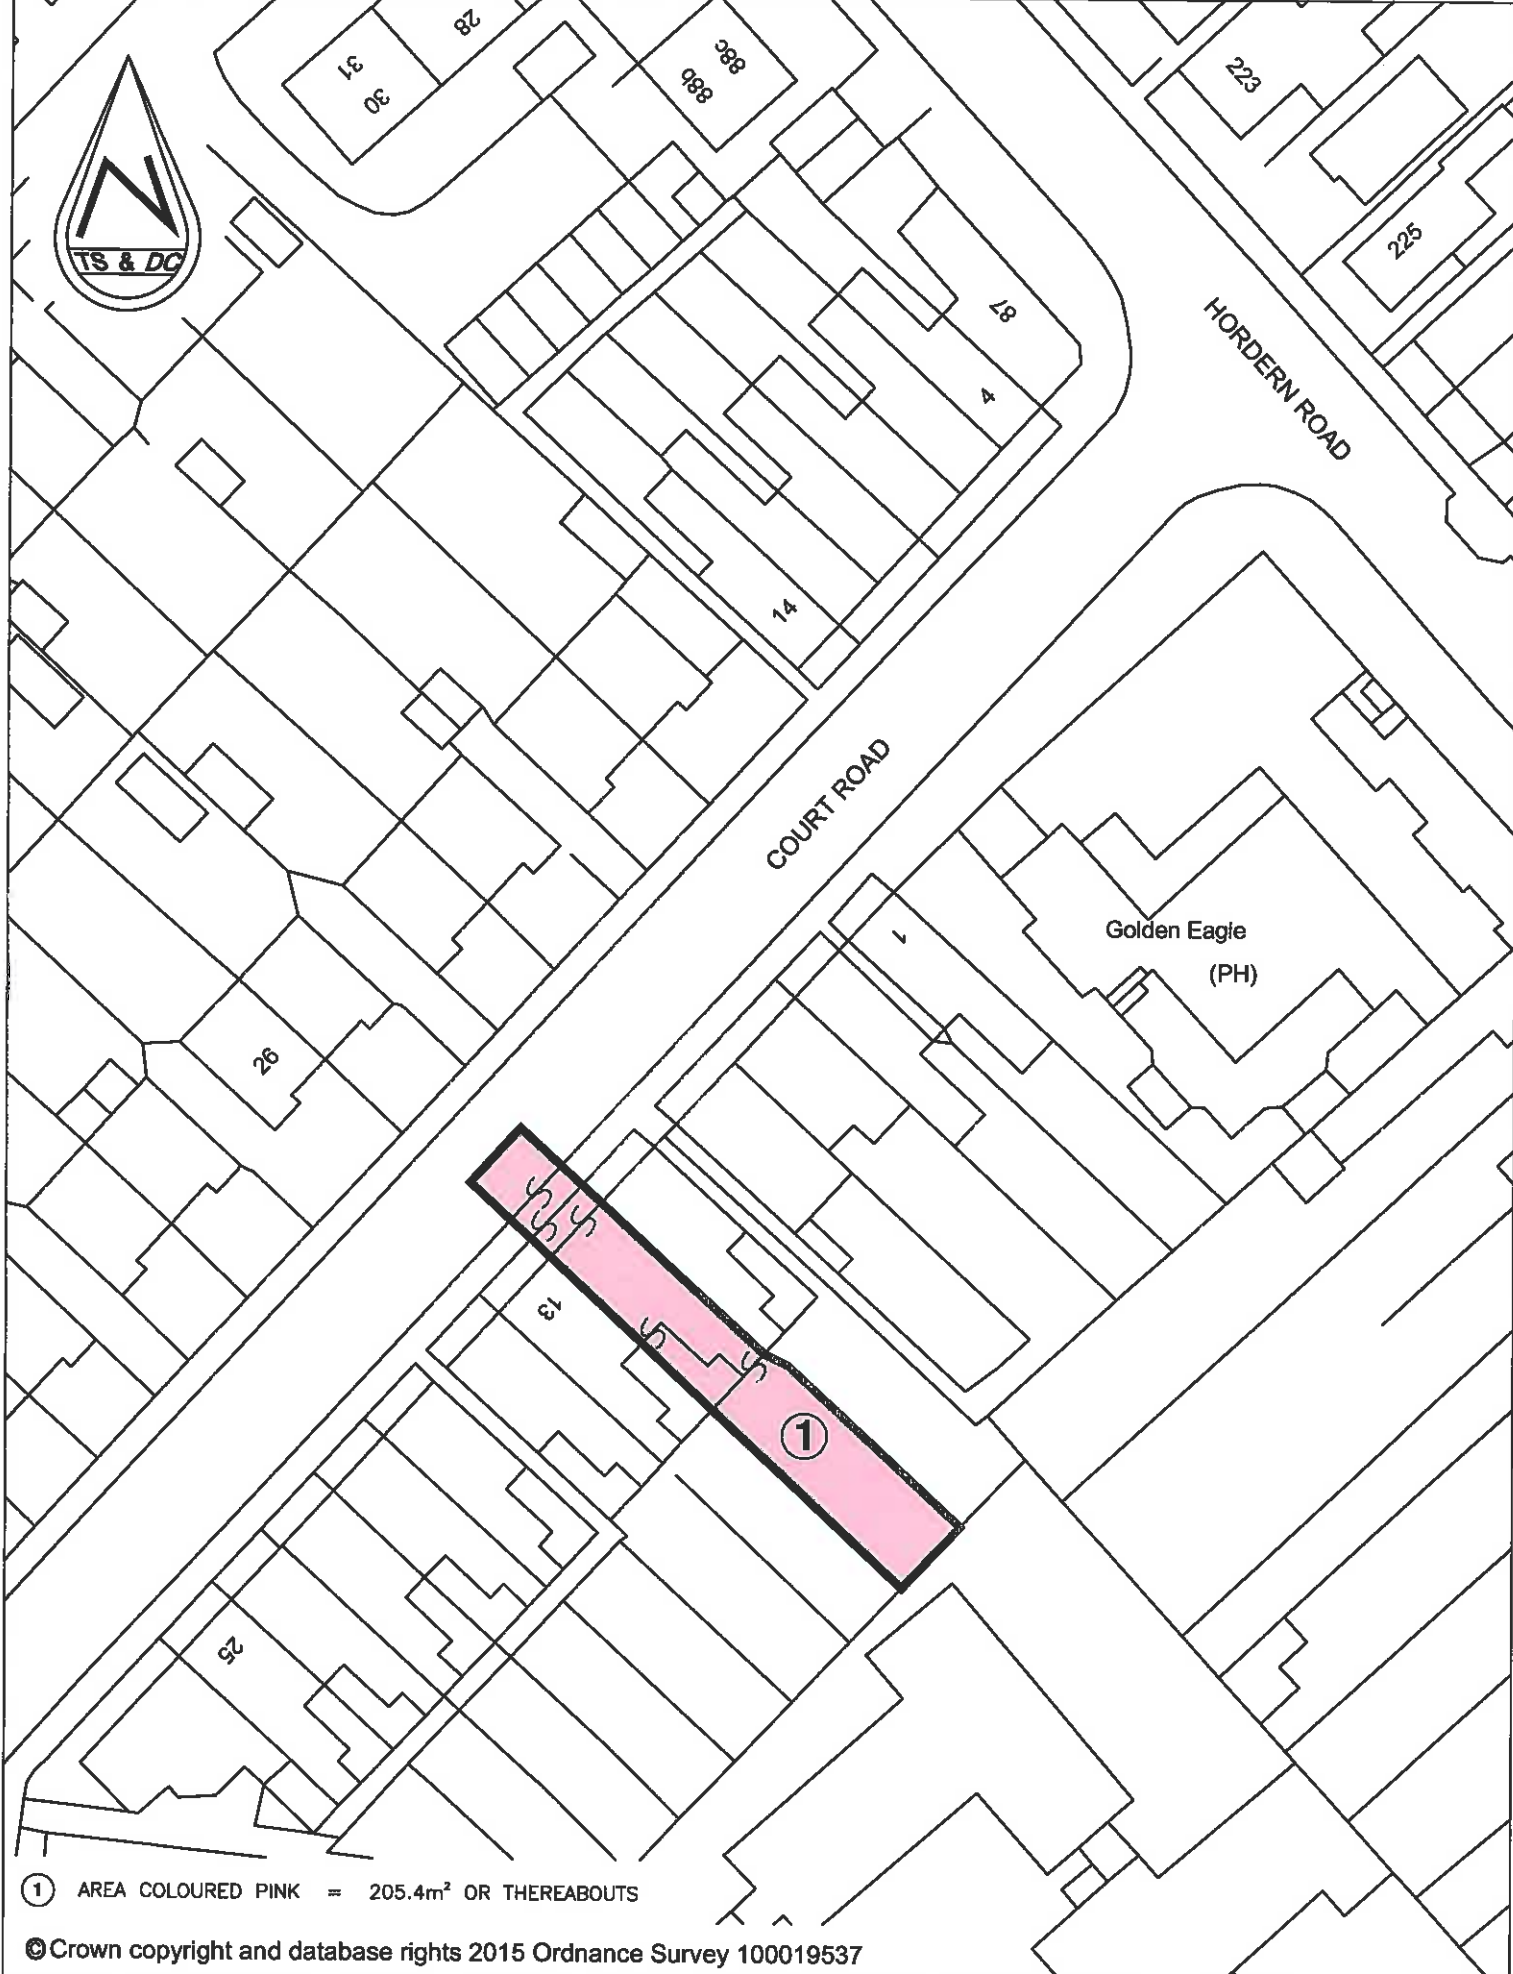 28
31
30
88c
88b
223
N
TS & DC
225
87
HORDERN ROAD
4
14
COURT ROAD
1
Golden Eagle
(PH)
26
13
1
25
1 AREA COLOURED PINK = 205.4m² OR THEREABOUTS
©Crown copyright and database rights 2015 Ordnance Survey 100019537